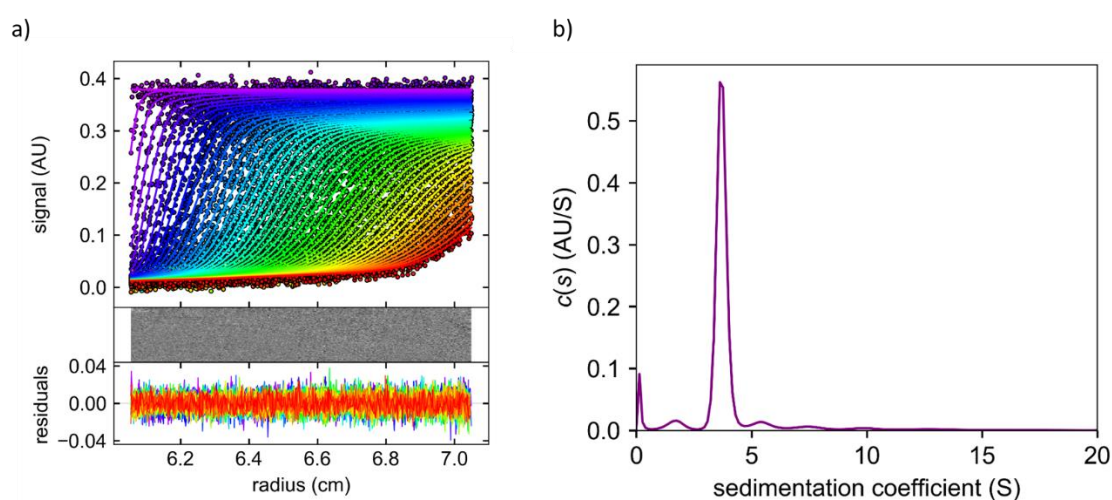 a)
signal (AU)
0.4
0.3
0.2
0.1
0.0
residuals
0.04
0.00
−0.04
6.2 6.4 6.6 6.8 7.0
radius (cm)
b)
c(s) (AU/S)
0.5
0.4
0.3
0.2
0.1
0.0
0 5 10 15 20
sedimentation coefficient (S)